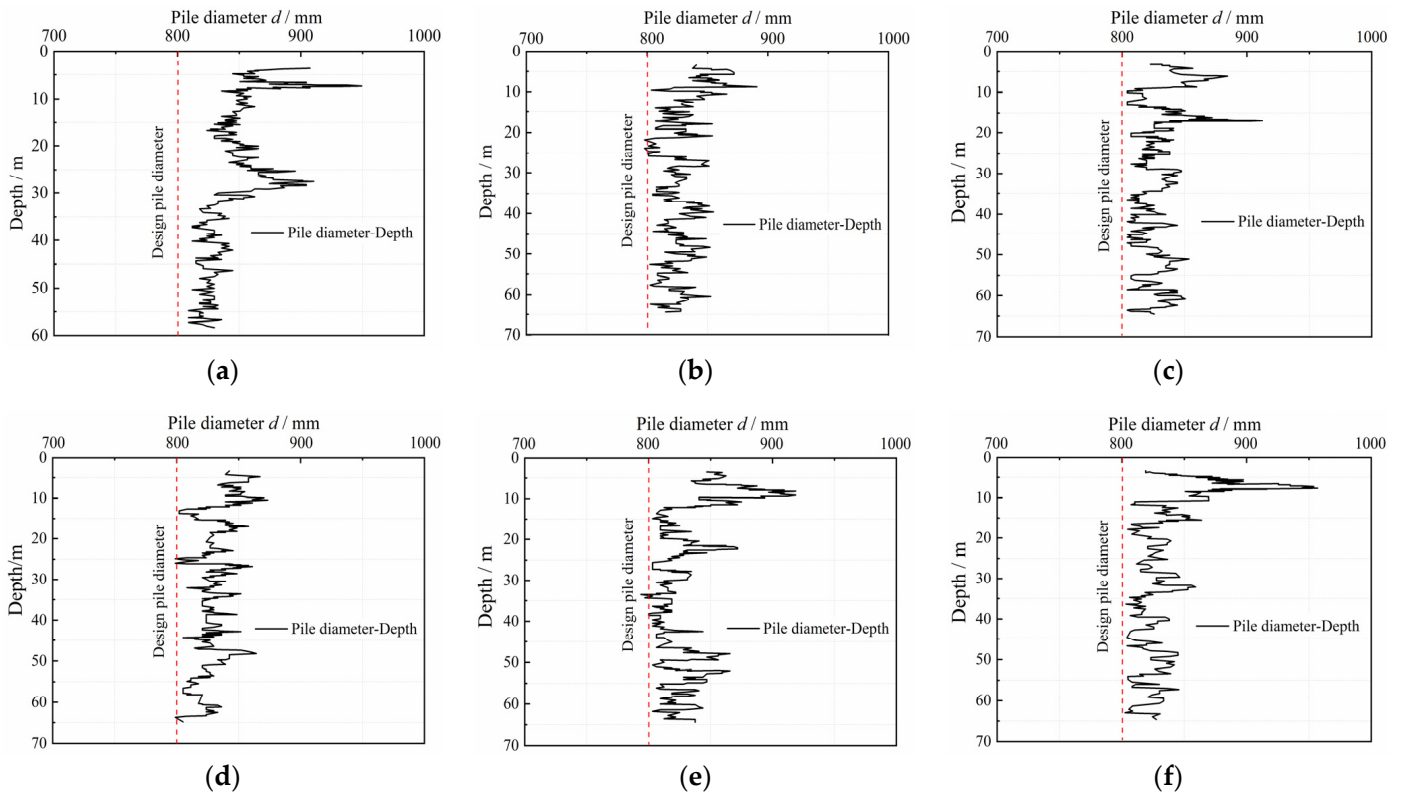 Pile diameter d / mm
700 800 900 1000
0
10
20
30
40
50
60
Depth / m
Design pile diameter
Pile diameter-Depth
(a)
Pile diameter d / mm
700 800 900 1000
0
10
20
30
40
50
60
70
Depth / m
Design pile diameter
Pile diameter-Depth
(b)
Pile diameter d / mm
700 800 900 1000
0
10
20
30
40
50
60
70
Depth / m
Design pile diameter
Pile diameter-Depth
(c)
Pile diameter d / mm
700 800 900 1000
0
10
20
30
40
50
60
70
Depth/m
Design pile diameter
Pile diameter-Depth
(d)
Pile diameter d / mm
700 800 900 1000
0
10
20
30
40
50
60
70
Depth / m
Design pile diameter
Pile diameter-Depth
(e)
Pile diameter d / mm
700 800 900 1000
0
10
20
30
40
50
60
70
Depth / m
Design pile diameter
Pile diameter-Depth
(f)